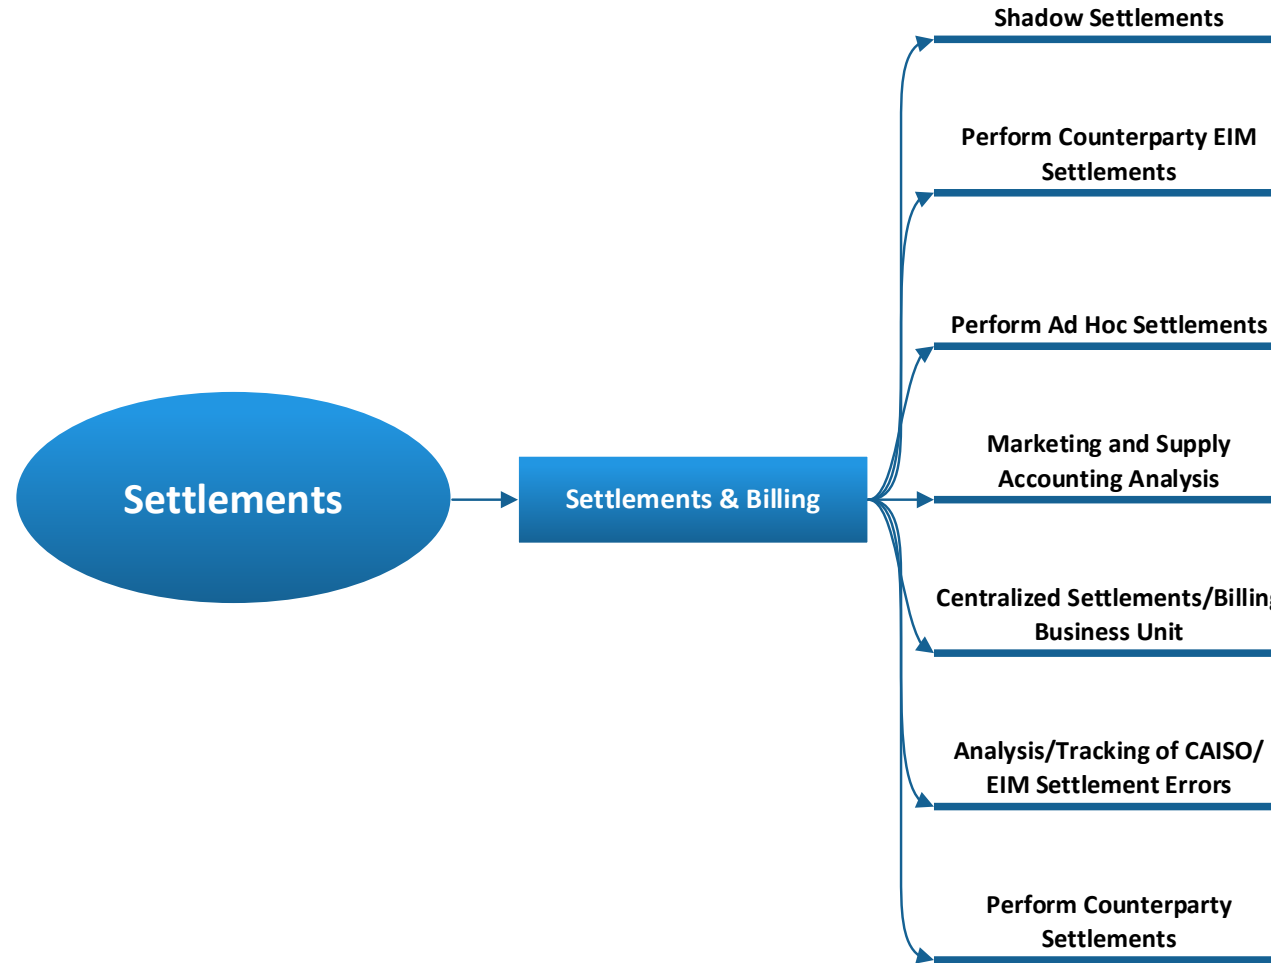 Shadow Settlements
Perform Counterparty EIM
Settlements
Perform Ad Hoc Settlements
Marketing and Supply
Accounting Analysis
Settlements
Settlements & Billing
Centralized Settlements/Billing
Business Unit
Analysis/Tracking of CAISO/
EIM Settlement Errors
Perform Counterparty
Settlements